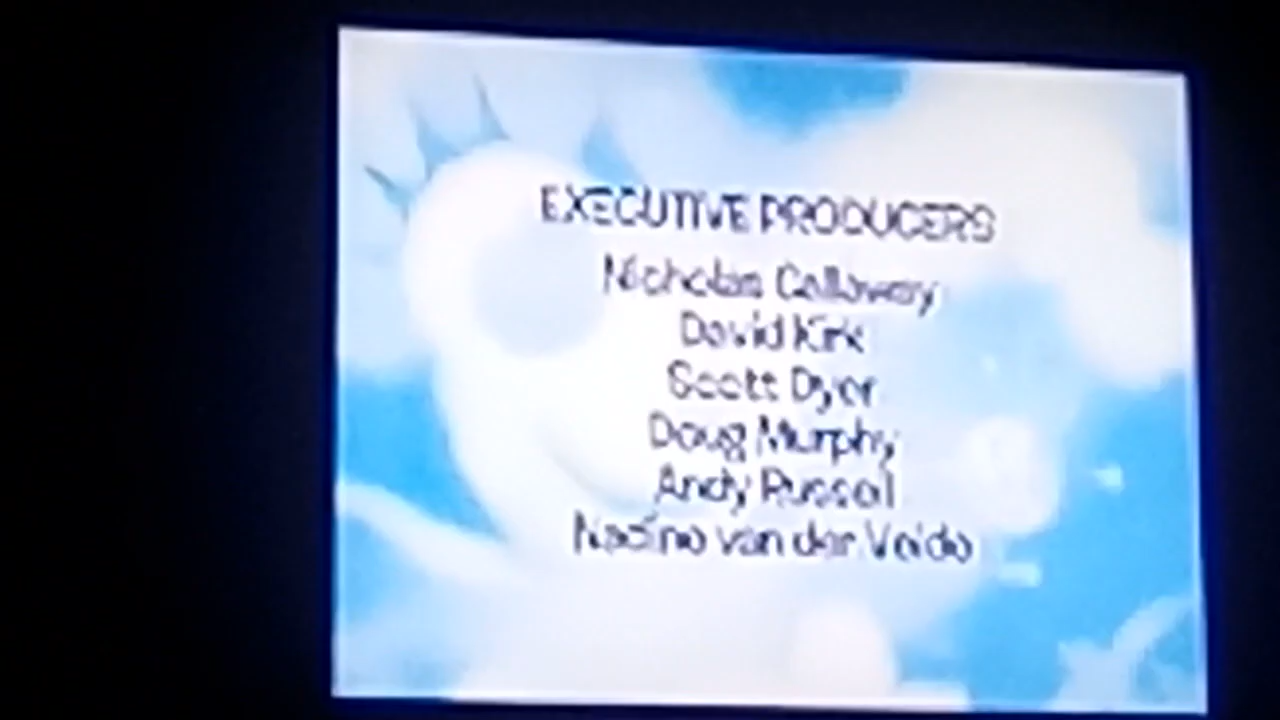 EXECUTIVE PRODUCERS
Nicholas Callaway
David Kirk
Scott Dyer
Doug Murphy
Andy Russell
Nadine van der Velde